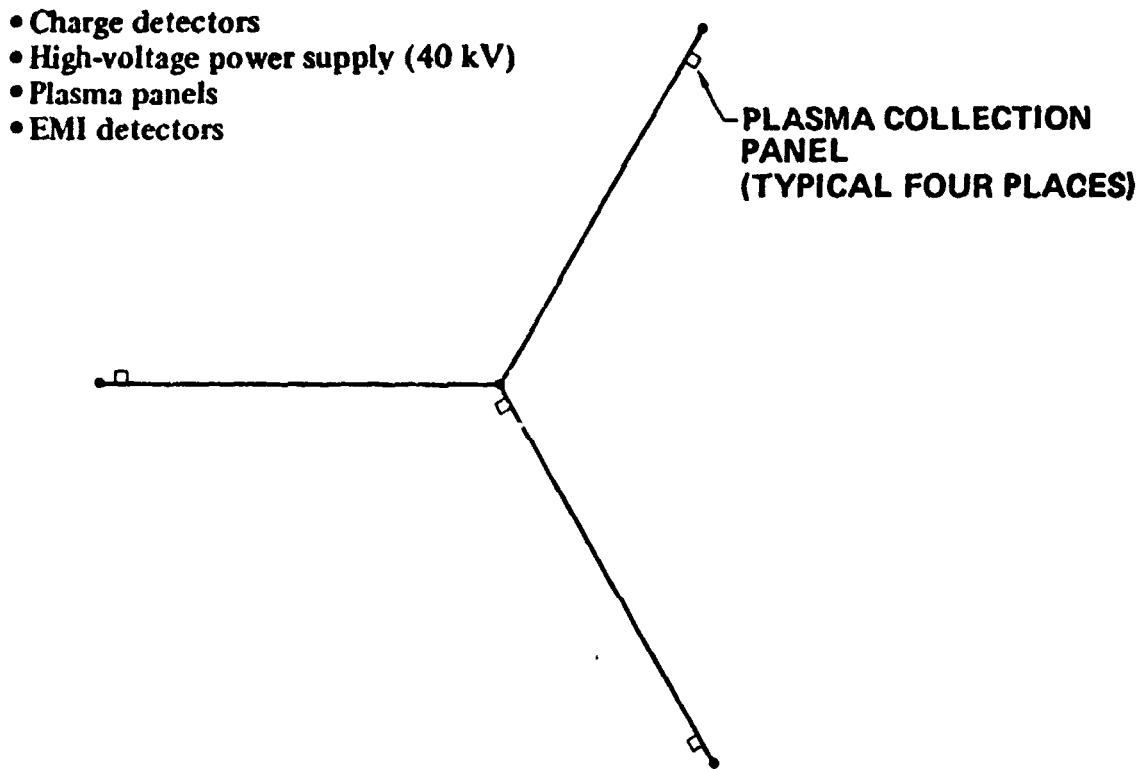 • Charge detectors
• High-voltage power supply (40 kV)
• Plasma panels
• EMI detectors
PLASMA COLLECTION
PANEL
(TYPICAL FOUR PLACES)